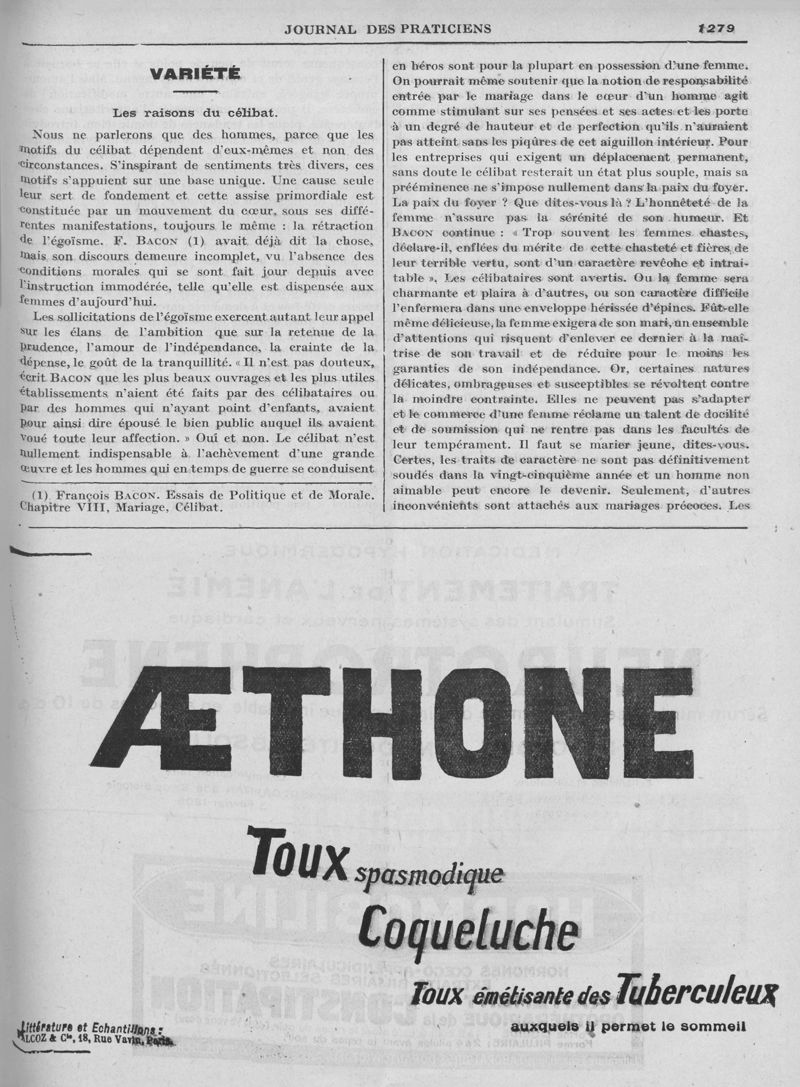 JOURNAL DES PRATICIENS
1279
VARIÉTÉ
Les raisons du célibat.
Nous ne parlerons que des hommes, parce que les
motifs du célibat dépendent d'eux-mêmes et non des
circonstances. S'inspirant de sentiments très divers, ces
motifs s'appuient sur une base unique. Une cause seule
leur sert de fondement et cette assise primordiale est
constituée par un mouvement du cœur, sous ses diffé-
rentes manifestations, toujours le même : la rétraction
de l'égoïsme. F. BACON (1) avait déjà dit la chose,
mais son discours demeure incomplet, vu l'absence des
conditions morales qui se sont fait jour depuis avec
l'instruction immodérée, telle qu'elle est dispensée aux
femmes d'aujourd'hui.
Les sollicitations de l'égoïsme exercent autant leur appel
sur les élans de l'ambition que sur la retenue de la
prudence, l'amour de l'indépendance, la crainte de la
dépense, le goût de la tranquillité. « Il n'est pas douteux,
écrit BACON que les plus beaux ouvrages et les plus utiles
établissements n'aient été faits par des célibataires ou
par des hommes qui n'ayant point d'enfants, avaient
pour ainsi dire épousé le bien public auquel ils avaient
voué toute leur affection. » Oui et non. Le célibat n'est
nullement indispensable à l'achèvement d'une grande
œuvre et les hommes qui en temps de guerre se conduisent
(1) François BACON. Essais de Politique et de Morale.
Chapitre VIII, Mariage, Célibat.
en héros sont pour la plupart en possession d'une femme.
On pourrait même soutenir que la notion de responsabilité
entrée par le mariage dans le cœur d'un homme agit
comme stimulant sur ses pensées et ses actes et les porte
à un degré de hauteur et de perfection qu'ils n'auraient
pas atteint sans les piqûres de cet aiguillon intérieur. Pour
les entreprises qui exigent un déplacement permanent,
sans doute le célibat resterait un état plus souple, mais sa
prééminence ne s'impose nullement dans la paix du foyer.
La paix du foyer ? Que dites-vous là ? L'honnêteté de la
femme n'assure pas la sérénité de son humeur. Et
BACON continue : « Trop souvent les femmes chastes,
déclare-il, enflées du mérite de cette chasteté et fières de
leur terrible vertu, sont d'un caractère revêche et intrai-
table ». Les célibataires sont avertis. Ou la femme sera
charmante et plaira à d'autres, ou son caractère difficile
l'enfermera dans une enveloppe hérissée d'épines. Fût-elle
même délicieuse, la femme exigera de son mari, un ensemble
d'attentions qui risquent d'enlever ce dernier à la maî-
trise de son travail et de réduire pour le moins les
garanties de son indépendance. Or, certaines natures
délicates, ombrageuses et susceptibles se révoltent contre
la moindre contrainte. Elles ne peuvent pas s'adapter
et le commerce d'une femme réclame un talent de docilité
et de soumission qui ne rentre pas dans les facultés de
leur tempérament. Il faut se marier jeune, dites-vous.
Certes, les traits de caractère ne sont pas définitivement
soudés dans la vingt-cinquième année et un homme non
aimable peut encore le devenir. Seulement, d'autres
inconvénients sont attachés aux mariages précoces. Les
ÆTHONE
Toux spasmodique
Coqueluche
Toux émétisante des Tuberculeux
auxquels il permet le sommeil
Littérature et Echantillons :
ALCOZ & Cie, 18, Rue Vavin, Paris.